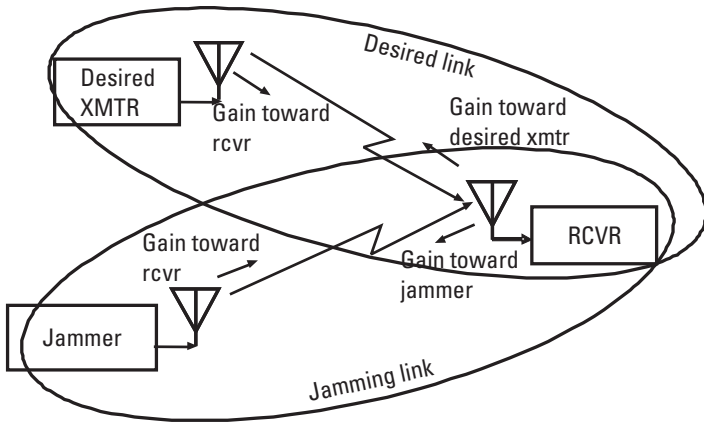 Desired link
Desired
XMTR
Gain toward
rcvr
Gain toward
desired xmtr
Gain toward
rcvr
RCVR
Gain toward
jammer
Jammer
Jamming link